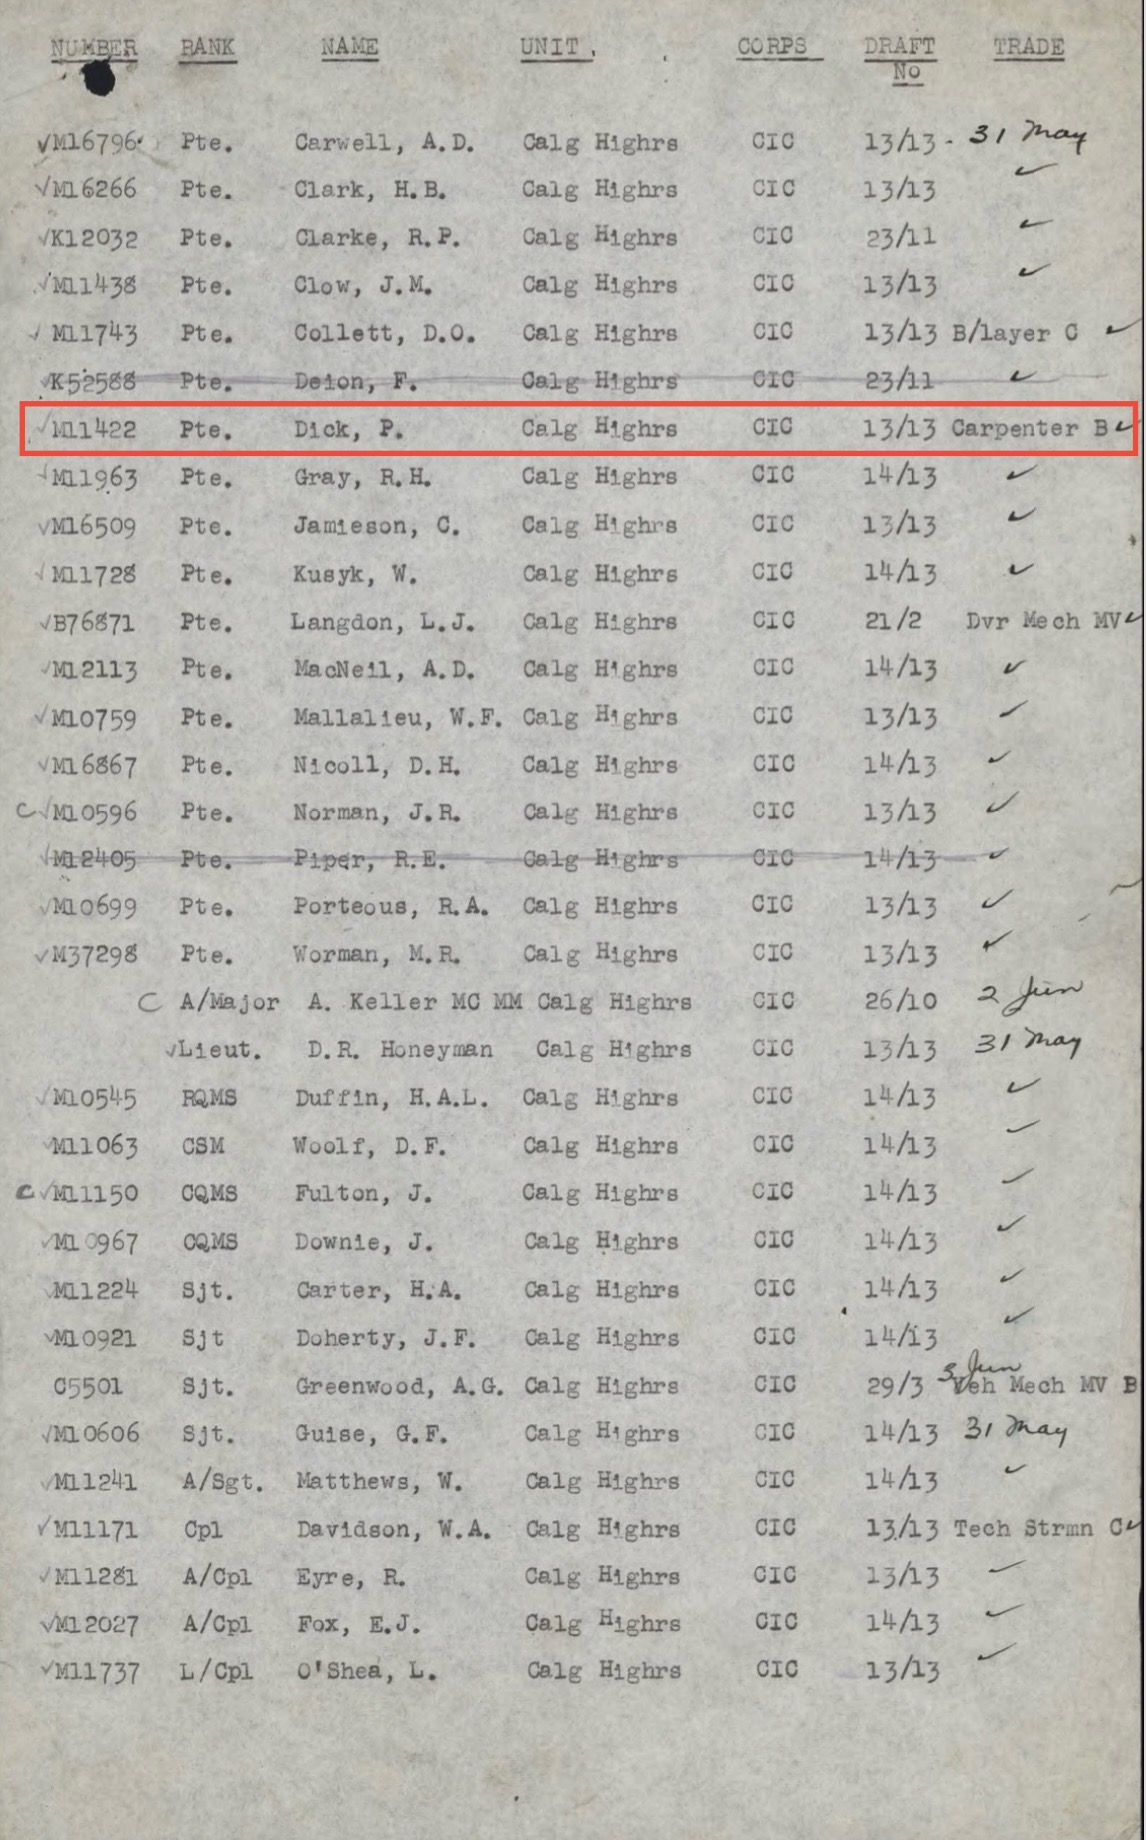 NUMBER RANK NAME UNIT. CORPS DRAFT No TRADE
✓M16796 Pte. Carwell, A.D. Calg Highrs CIC 13/13 - 31 May
✓M16266 Pte. Clark, H.B. Calg Highrs CIC 13/13 ✓
✓K12032 Pte. Clarke, R.P. Calg Highrs CIC 23/11 ✓
✓M11438 Pte. Clow, J.M. Calg Highrs CIC 13/13 ✓
✓M11743 Pte. Collett, D.O. Calg Highrs CIC 13/13 B/layer C ✓
✓K52588 Pte. Deion, F. Calg Highrs CIC 23/11 ✓
✓M11422 Pte. Dick, P. Calg Highrs CIC 13/13 Carpenter B ✓
✓M11963 Pte. Gray, R.H. Calg Highrs CIC 14/13 ✓
✓M16509 Pte. Jamieson, C. Calg Highrs CIC 13/13 ✓
✓M11728 Pte. Kusyk, W. Calg Highrs CIC 14/13 ✓
✓B76871 Pte. Langdon, L.J. Calg Highrs CIC 21/2 Dvr Mech MV ✓
✓M12113 Pte. MacNeil, A.D. Calg Highrs CIC 14/13 ✓
✓M10759 Pte. Mallalieu, W.F. Calg Highrs CIC 13/13 ✓
✓M16867 Pte. Nicoll, D.H. Calg Highrs CIC 14/13 ✓
C ✓M10596 Pte. Norman, J.R. Calg Highrs CIC 13/13 ✓
✓M12405 Pte. Piper, R.E. Calg Highrs CIC 14/13 ✓
✓M10699 Pte. Porteous, R.A. Calg Highrs CIC 13/13 ✓
✓M37298 Pte. Worman, M.R. Calg Highrs CIC 13/13 ✓
C A/Major A. Keller MC MM Calg Highrs CIC 26/10 2 Jun
✓Lieut. D.R. Honeyman Calg Highrs CIC 13/13 31 May
✓M10545 RQMS Duffin, H.A.L. Calg Highrs CIC 14/13 ✓
✓M11063 CSM Woolf, D.F. Calg Highrs CIC 14/13 ✓
C ✓M11150 CQMS Fulton, J. Calg Highrs CIC 14/13 ✓
✓M10967 CQMS Downie, J. Calg Highrs CIC 14/13 ✓
✓M11224 Sjt. Carter, H.A. Calg Highrs CIC 14/13 ✓
✓M10921 Sjt Doherty, J.F. Calg Highrs CIC 14/13 ✓
C5501 Sjt. Greenwood, A.G. Calg Highrs CIC 29/3 3 Jun Veh Mech MV B
✓M10606 Sjt. Guise, G.F. Calg Highrs CIC 14/13 31 May
✓M11241 A/Sgt. Matthews, W. Calg Highrs CIC 14/13 ✓
✓M11171 Cpl Davidson, W.A. Calg Highrs CIC 13/13 Tech Strmn C ✓
✓M11281 A/Cpl Eyre, R. Calg Highrs CIC 13/13 ✓
✓M12027 A/Cpl Fox, E.J. Calg Highrs CIC 14/13 ✓
✓M11737 L/Cpl O'Shea, L. Calg Highrs CIC 13/13 ✓